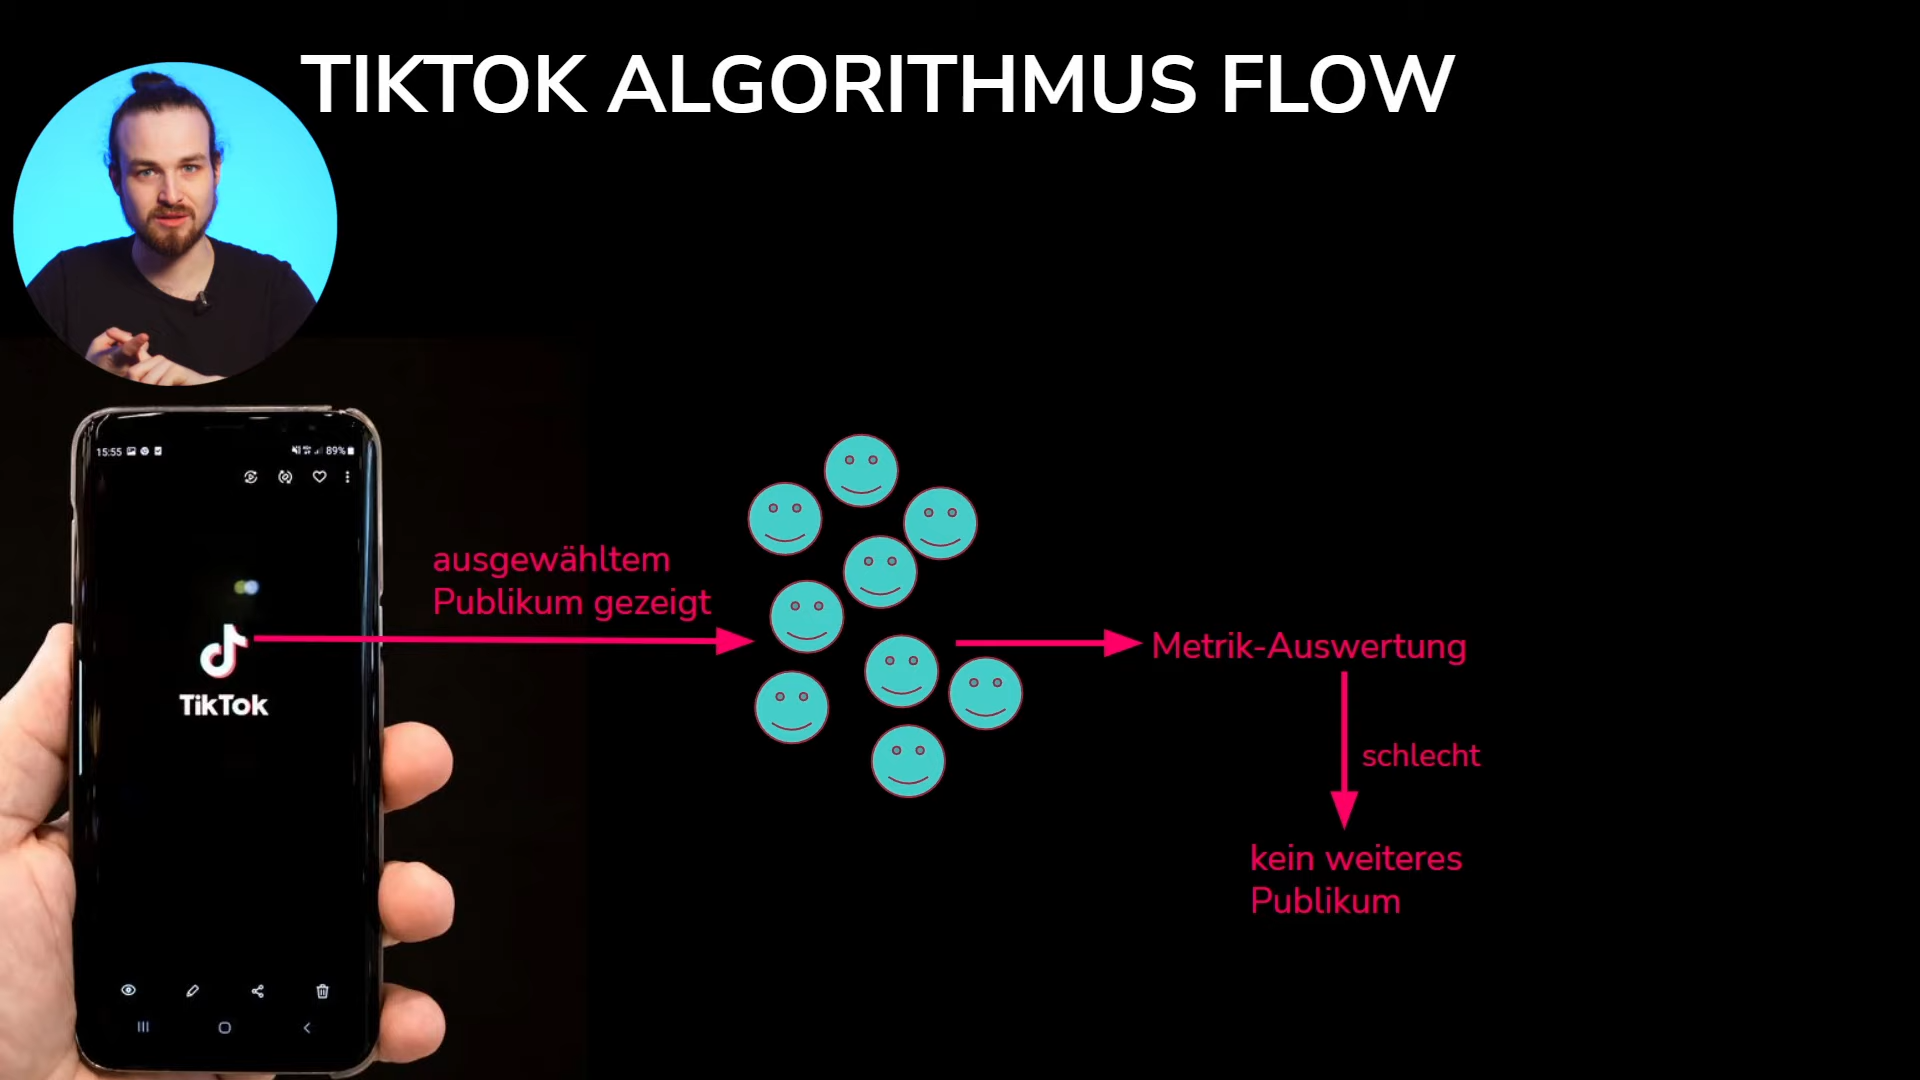 TIKTOK ALGORITHMUS FLOW
15:55
89%
ausgewähltem
Publikum gezeigt
TikTok
Metrik-Auswertung
schlecht
kein weiteres
Publikum